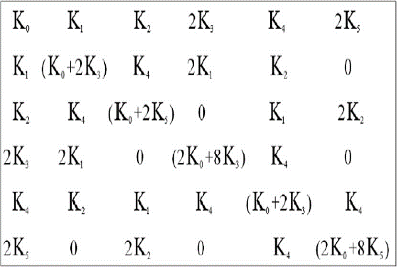 K₀ K₁ K₂ 2K₃ K₄ 2K₅
K₁ (K₀+2K₃) K₄ 2K₁ K₂ 0
K₂ K₄ (K₀+2K₅) 0 K₁ 2K₂
2K₃ 2K₁ 0 (2K₀+8K₃) K₄ 0
K₄ K₂ K₁ K₄ (K₀+2K₃) K₄
2K₅ 0 2K₂ 0 K₄ (2K₀+8K₅)